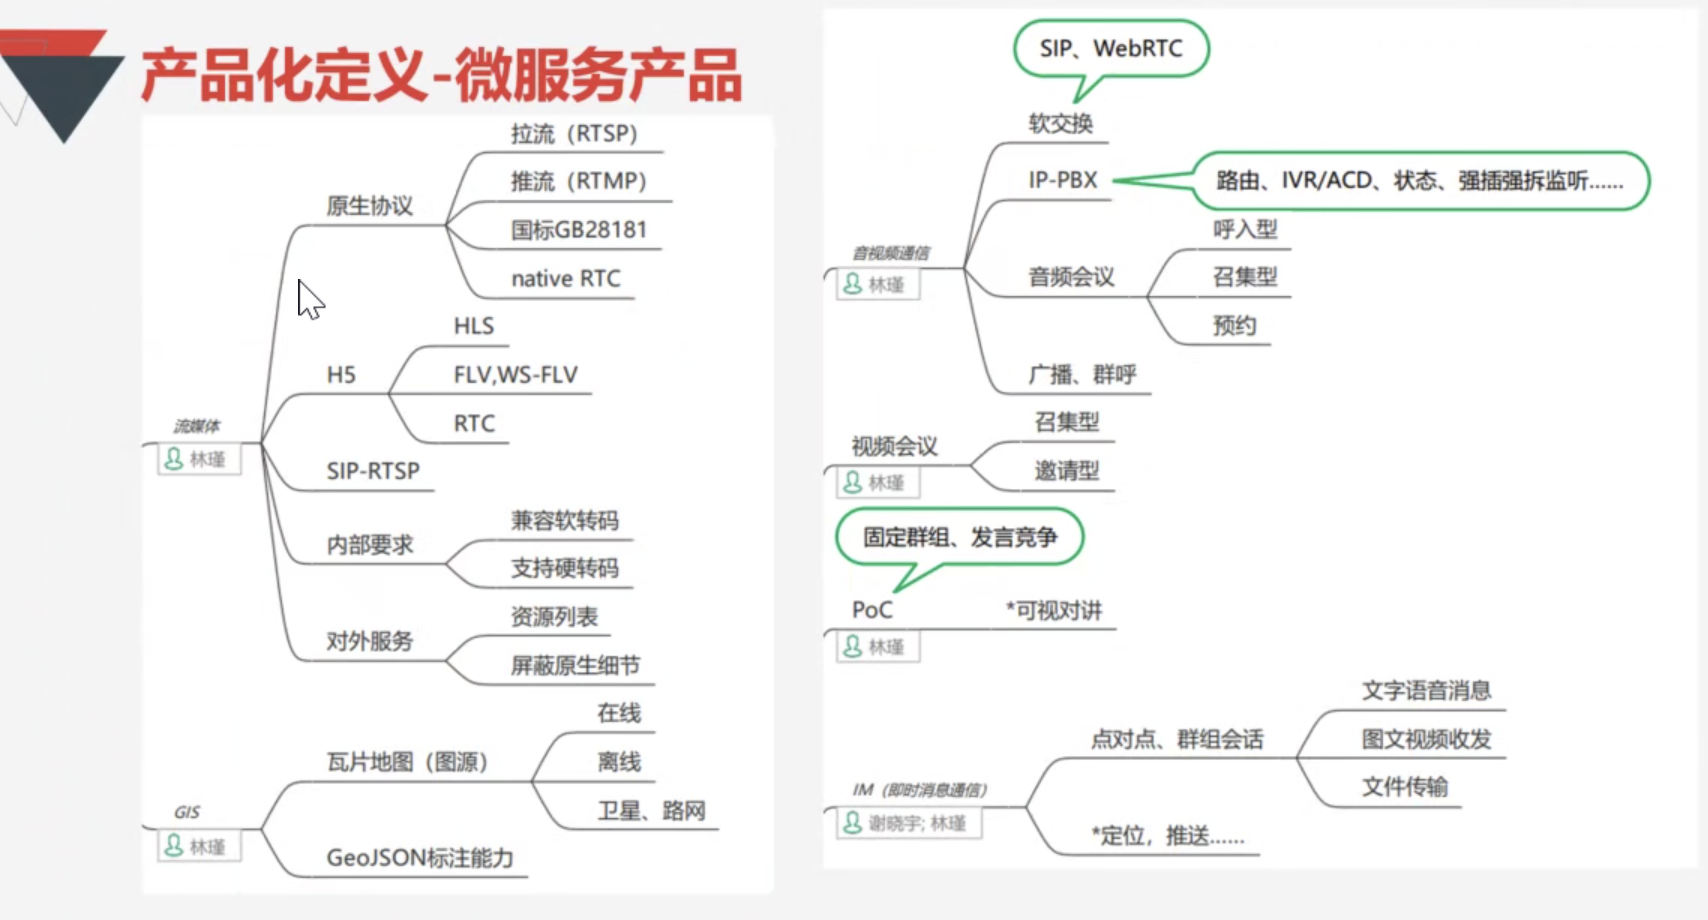 产品化定义-微服务产品
拉流（RTSP）
推流（RTMP）
原生协议
国标GB28181
native RTC
HLS
H5
FLV,WS-FLV
RTC
流媒体
林瑾
SIP-RTSP
兼容软转码
内部要求
支持硬转码
资源列表
对外服务
屏蔽原生细节
在线
瓦片地图（图源）
离线
卫星、路网
GIS
林瑾
GeoJSON标注能力
SIP、WebRTC
软交换
IP-PBX
路由、IVR/ACD、状态、强插强拆监听......
呼入型
音视频通信
林瑾
音频会议
召集型
预约
广播、群呼
召集型
视频会议
林瑾
邀请型
固定群组、发言竞争
PoC
*可视对讲
林瑾
文字语音消息
点对点、群组会话
图文视频收发
文件传输
IM（即时消息通信）
谢晓宇; 林瑾
*定位，推送......